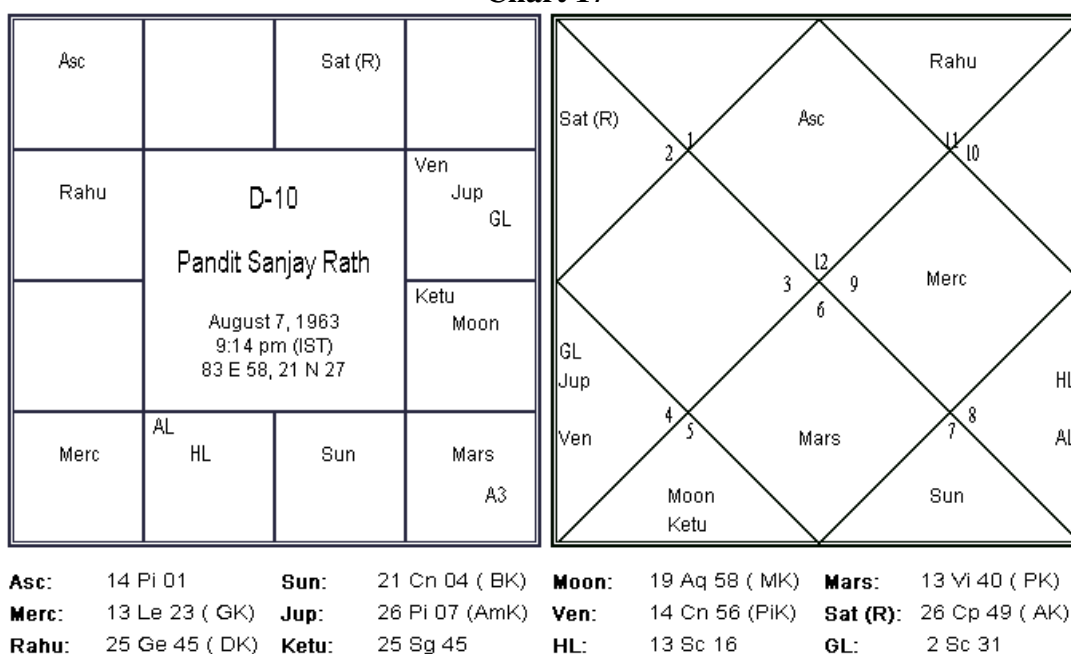 Chart 17
Asc
Sat (R)
Rahu
D-10
Pandit Sanjay Rath
August 7, 1963
9:14 pm (IST)
83 E 58, 21 N 27
Ven
Jup
GL
Ketu
Moon
Merc
AL
HL
Sun
Mars
A3
Rahu
Sat (R)
Asc
1
2
11
10
12
3
9
6
Merc
GL
Jup
HL
Ven
4
5
Mars
8
7
AL
Moon
Ketu
Sun
Asc: 14 Pi 01 Sun: 21 Cn 04 ( BK) Moon: 19 Aq 58 ( MK) Mars: 13 Vi 40 ( PK)
Merc: 13 Le 23 ( GK) Jup: 26 Pi 07 (AmK) Ven: 14 Cn 56 (PiK) Sat (R): 26 Cp 49 ( AK)
Rahu: 25 Ge 45 ( DK) Ketu: 25 Sg 45 HL: 13 Sc 16 GL: 2 Sc 31